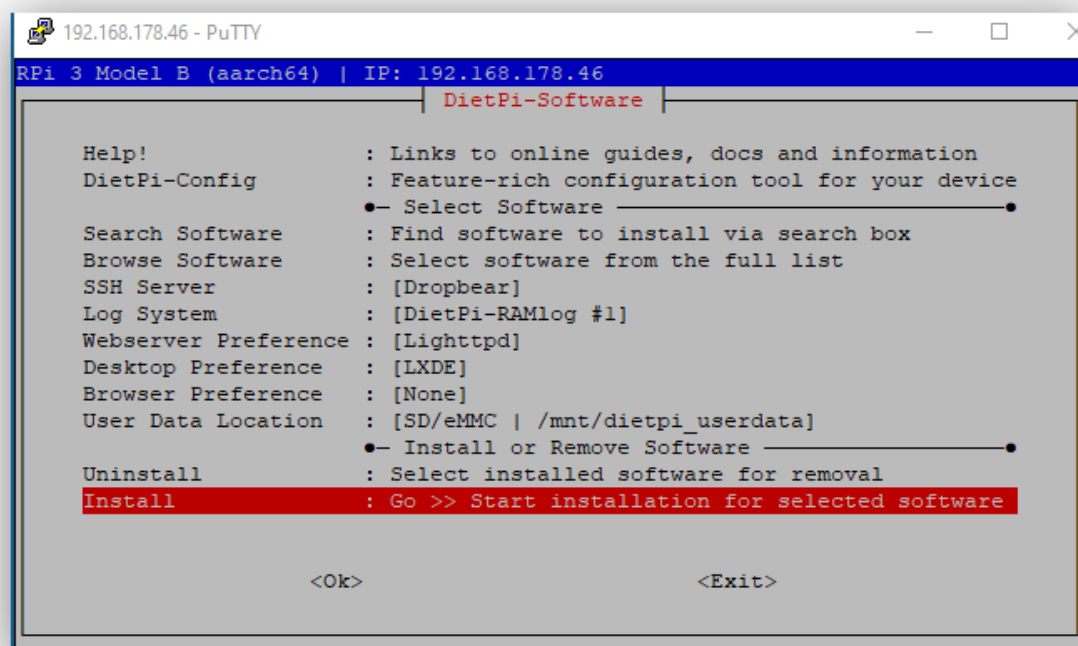 192.168.178.46 - PuTTY
RPi 3 Model B (aarch64) | IP: 192.168.178.46
DietPi-Software
Help! : Links to online guides, docs and information
DietPi-Config : Feature-rich configuration tool for your device
●─ Select Software ─●
Search Software : Find software to install via search box
Browse Software : Select software from the full list
SSH Server : [Dropbear]
Log System : [DietPi-RAMlog #1]
Webserver Preference : [Lighttpd]
Desktop Preference : [LXDE]
Browser Preference : [None]
User Data Location : [SD/eMMC | /mnt/dietpi_userdata]
●─ Install or Remove Software ─●
Uninstall : Select installed software for removal
Install : Go >> Start installation for selected software
<Ok> <Exit>